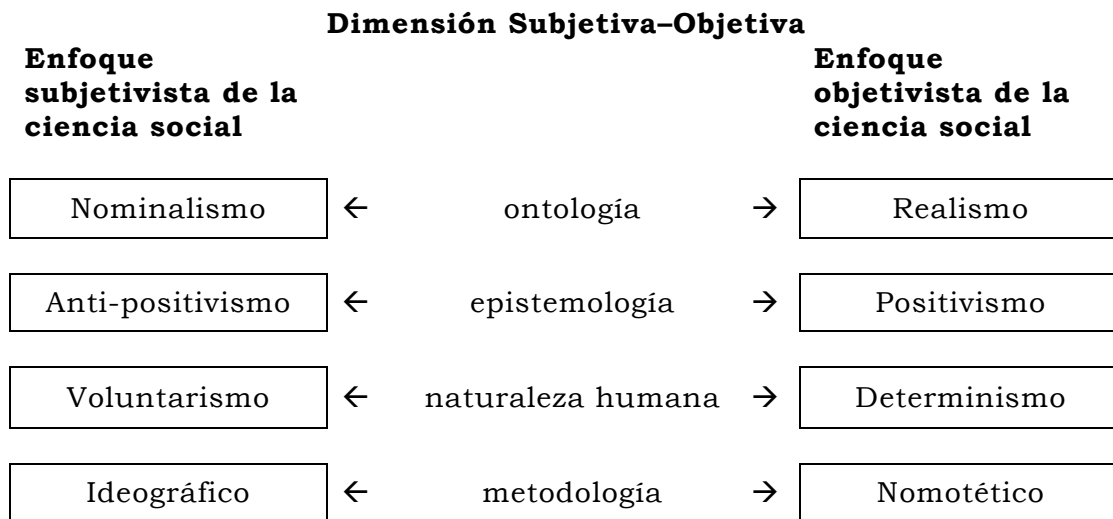 Dimensión Subjetiva–Objetiva
Enfoque
subjetivista de la
ciencia social
Enfoque
objetivista de la
ciencia social
Nominalismo ← ontología → Realismo
Anti-positivismo ← epistemología → Positivismo
Voluntarismo ← naturaleza humana → Determinismo
Ideográfico ← metodología → Nomotético